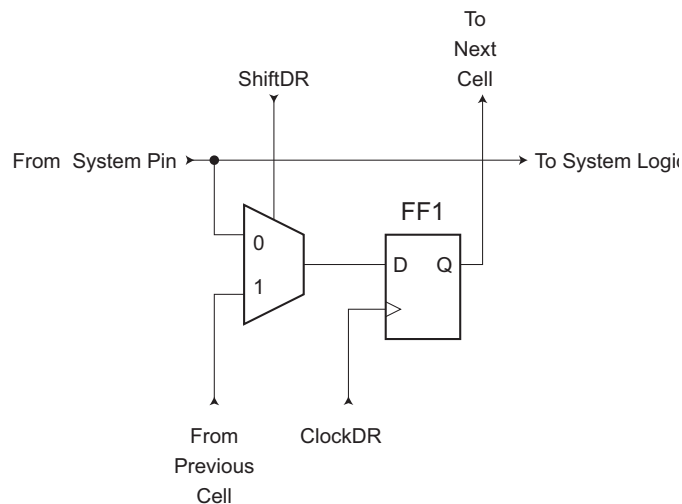 To
Next
Cell
ShiftDR
From System Pin
To System Logic
FF1
0
D Q
1
From
Previous
Cell
ClockDR